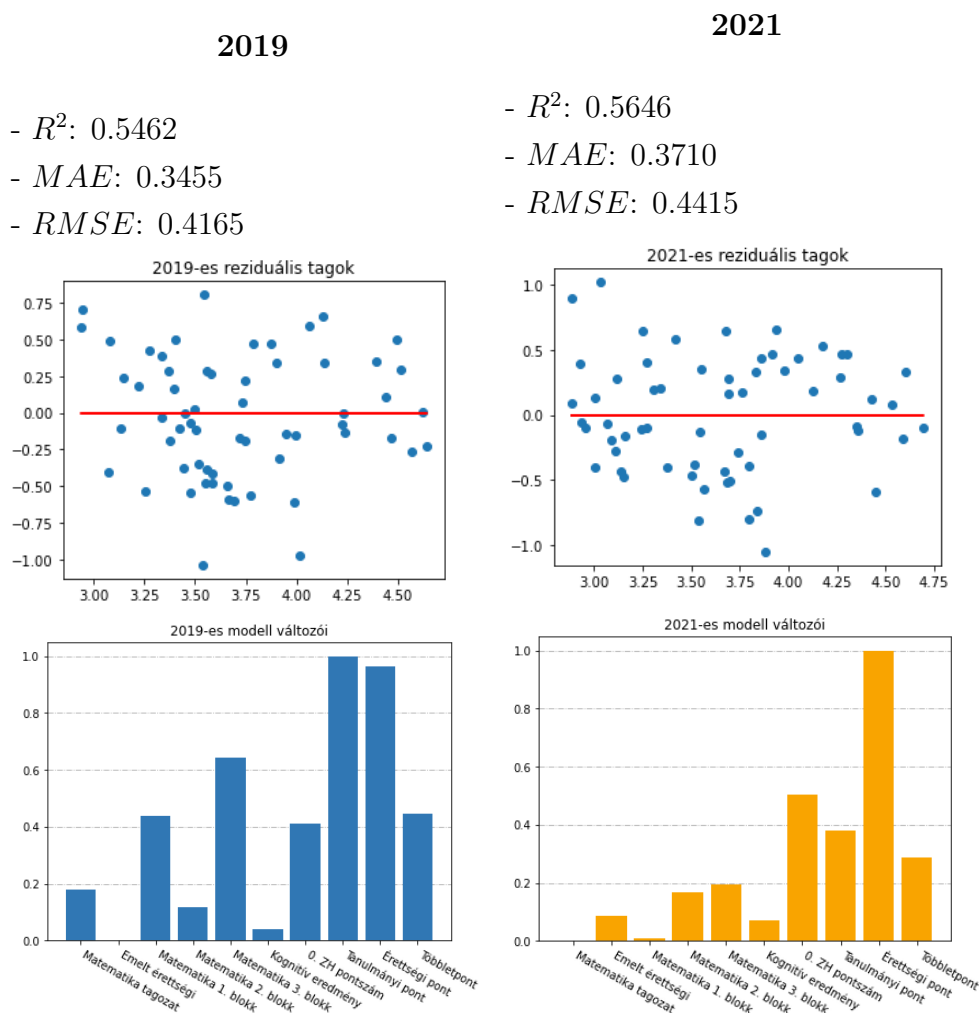 2019
- R²: 0.5462
- MAE: 0.3455
- RMSE: 0.4165
2019-es reziduális tagok
0.75
0.50
0.25
0.00
−0.25
−0.50
−0.75
−1.00
3.00 3.25 3.50 3.75 4.00 4.25 4.50
2019-es modell változói
1.0
0.8
0.6
0.4
0.2
0.0
Matematika tagozat
Emelt érettségi
Matematika 1. blokk
Matematika 2. blokk
Matematika 3. blokk
Kognitív eredmény
0. ZH pontszám
Tanulmányi pont
Érettségi pont
Többletpont
2021
- R²: 0.5646
- MAE: 0.3710
- RMSE: 0.4415
2021-es reziduális tagok
1.0
0.5
0.0
−0.5
−1.0
3.00 3.25 3.50 3.75 4.00 4.25 4.50 4.75
2021-es modell változói
1.0
0.8
0.6
0.4
0.2
0.0
Matematika tagozat
Emelt érettségi
Matematika 1. blokk
Matematika 2. blokk
Matematika 3. blokk
Kognitív eredmény
0. ZH pontszám
Tanulmányi pont
Érettségi pont
Többletpont